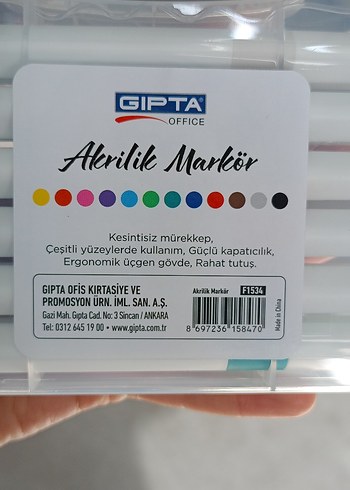 GIPTA
OFFICE
Akrilik Markör
Kesintisiz mürekkep,
Çeşitli yüzeylerde kullanım, Güçlü kapatıcılık,
Ergonomik üçgen gövde, Rahat tutuş.
GIPTA OFİS KIRTASİYE VE
PROMOSYON ÜRN. İML. SAN. A.Ş.
Gazi Mah. Gıpta Cad. No: 3 Sincan / ANKARA
Tel: 0312 645 19 00 • www.gipta.com.tr
Akrilik Markör F1534
8 697236 158470
Made in China